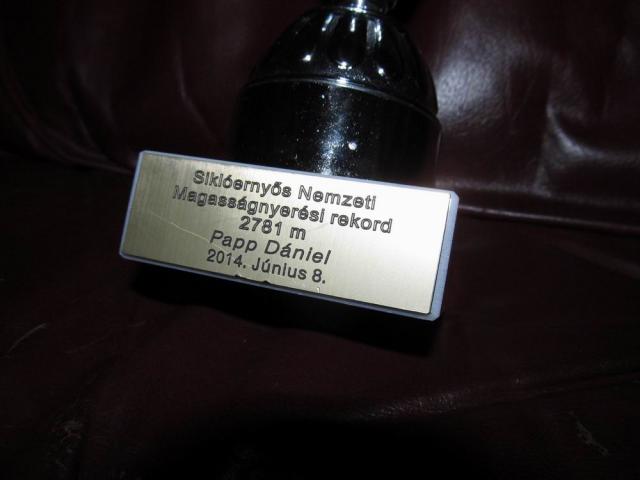 Siklóernyős Nemzeti
Magasságnyerési rekord
2781 m
Papp Dániel
2014. Június 8.